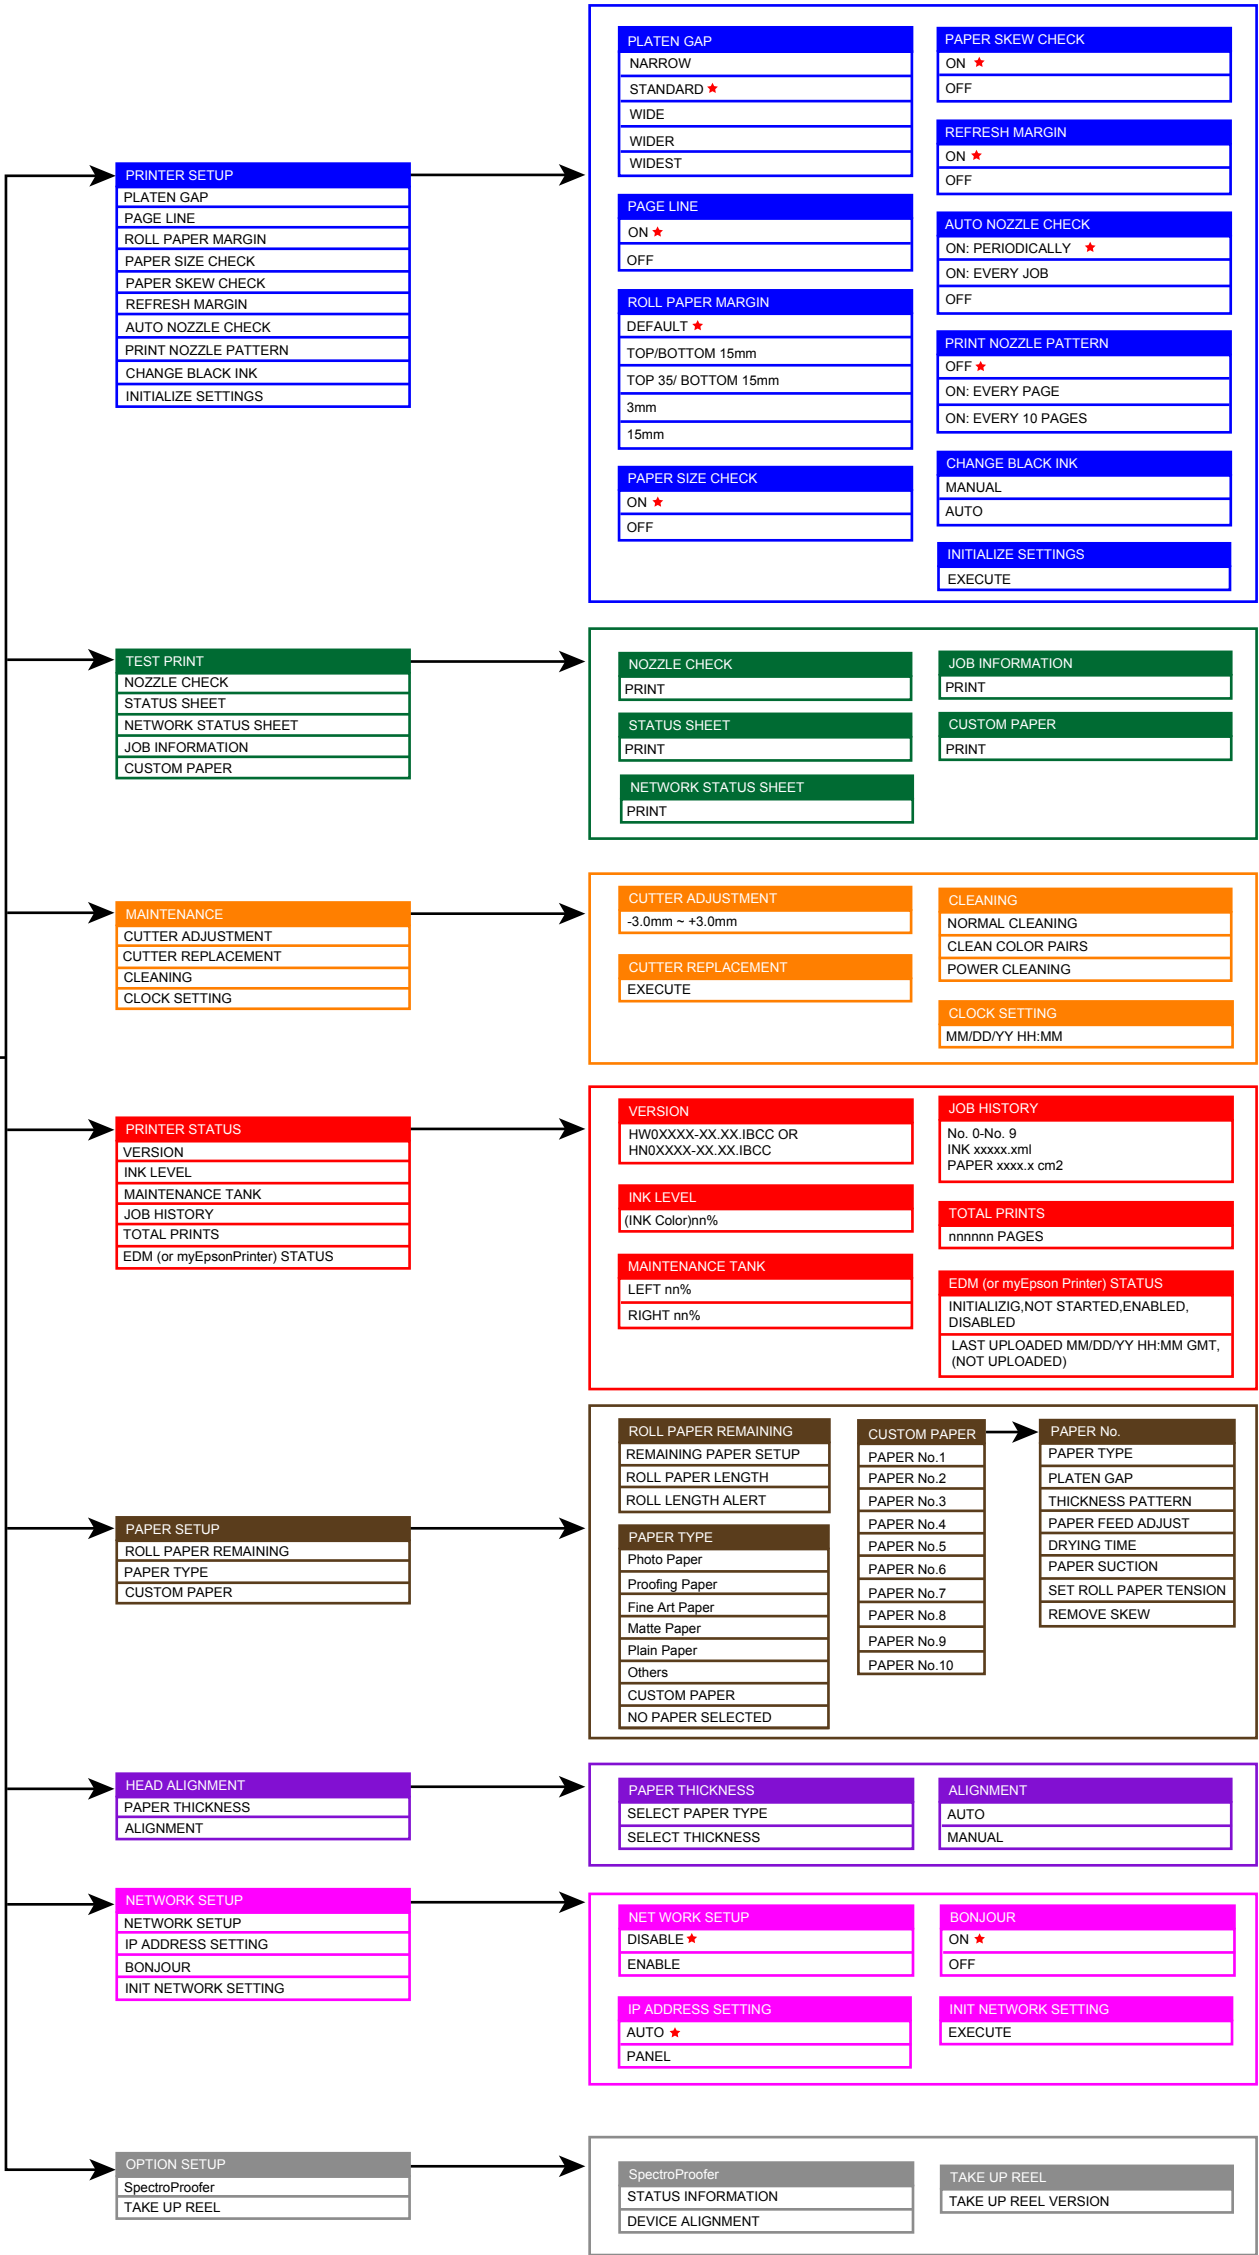 PRINTER SETUP
PLATEN GAP
PAGE LINE
ROLL PAPER MARGIN
PAPER SIZE CHECK
PAPER SKEW CHECK
REFRESH MARGIN
AUTO NOZZLE CHECK
PRINT NOZZLE PATTERN
CHANGE BLACK INK
INITIALIZE SETTINGS
PLATEN GAP
NARROW
STANDARD ★
WIDE
WIDER
WIDEST
PAGE LINE
ON ★
OFF
ROLL PAPER MARGIN
DEFAULT ★
TOP/BOTTOM 15mm
TOP 35/ BOTTOM 15mm
3mm
15mm
PAPER SIZE CHECK
ON ★
OFF
PAPER SKEW CHECK
ON ★
OFF
REFRESH MARGIN
ON ★
OFF
AUTO NOZZLE CHECK
ON: PERIODICALLY ★
ON: EVERY JOB
OFF
PRINT NOZZLE PATTERN
OFF ★
ON: EVERY PAGE
ON: EVERY 10 PAGES
CHANGE BLACK INK
MANUAL
AUTO
INITIALIZE SETTINGS
EXECUTE
TEST PRINT
NOZZLE CHECK
STATUS SHEET
NETWORK STATUS SHEET
JOB INFORMATION
CUSTOM PAPER
NOZZLE CHECK
PRINT
STATUS SHEET
PRINT
NETWORK STATUS SHEET
PRINT
JOB INFORMATION
PRINT
CUSTOM PAPER
PRINT
MAINTENANCE
CUTTER ADJUSTMENT
CUTTER REPLACEMENT
CLEANING
CLOCK SETTING
CUTTER ADJUSTMENT
-3.0mm ~ +3.0mm
CUTTER REPLACEMENT
EXECUTE
CLEANING
NORMAL CLEANING
CLEAN COLOR PAIRS
POWER CLEANING
CLOCK SETTING
MM/DD/YY HH:MM
PRINTER STATUS
VERSION
INK LEVEL
MAINTENANCE TANK
JOB HISTORY
TOTAL PRINTS
EDM (or myEpsonPrinter) STATUS
VERSION
HW0XXXX-XX.XX.IBCC OR
HN0XXXX-XX.XX.IBCC
INK LEVEL
(INK Color)nn%
MAINTENANCE TANK
LEFT nn%
RIGHT nn%
JOB HISTORY
No. 0-No. 9
INK xxxxx.xml
PAPER xxxx.x cm2
TOTAL PRINTS
nnnnnn PAGES
EDM (or myEpson Printer) STATUS
INITIALIZIG,NOT STARTED,ENABLED,
DISABLED
LAST UPLOADED MM/DD/YY HH:MM GMT,
(NOT UPLOADED)
PAPER SETUP
ROLL PAPER REMAINING
PAPER TYPE
CUSTOM PAPER
ROLL PAPER REMAINING
REMAINING PAPER SETUP
ROLL PAPER LENGTH
ROLL LENGTH ALERT
PAPER TYPE
Photo Paper
Proofing Paper
Fine Art Paper
Matte Paper
Plain Paper
Others
CUSTOM PAPER
NO PAPER SELECTED
CUSTOM PAPER
PAPER No.1
PAPER No.2
PAPER No.3
PAPER No.4
PAPER No.5
PAPER No.6
PAPER No.7
PAPER No.8
PAPER No.9
PAPER No.10
PAPER No.
PAPER TYPE
PLATEN GAP
THICKNESS PATTERN
PAPER FEED ADJUST
DRYING TIME
PAPER SUCTION
SET ROLL PAPER TENSION
REMOVE SKEW
HEAD ALIGNMENT
PAPER THICKNESS
ALIGNMENT
PAPER THICKNESS
SELECT PAPER TYPE
SELECT THICKNESS
ALIGNMENT
AUTO
MANUAL
NETWORK SETUP
NETWORK SETUP
IP ADDRESS SETTING
BONJOUR
INIT NETWORK SETTING
NET WORK SETUP
DISABLE ★
ENABLE
IP ADDRESS SETTING
AUTO ★
PANEL
BONJOUR
ON ★
OFF
INIT NETWORK SETTING
EXECUTE
OPTION SETUP
SpectroProofer
TAKE UP REEL
SpectroProofer
STATUS INFORMATION
DEVICE ALIGNMENT
TAKE UP REEL
TAKE UP REEL VERSION